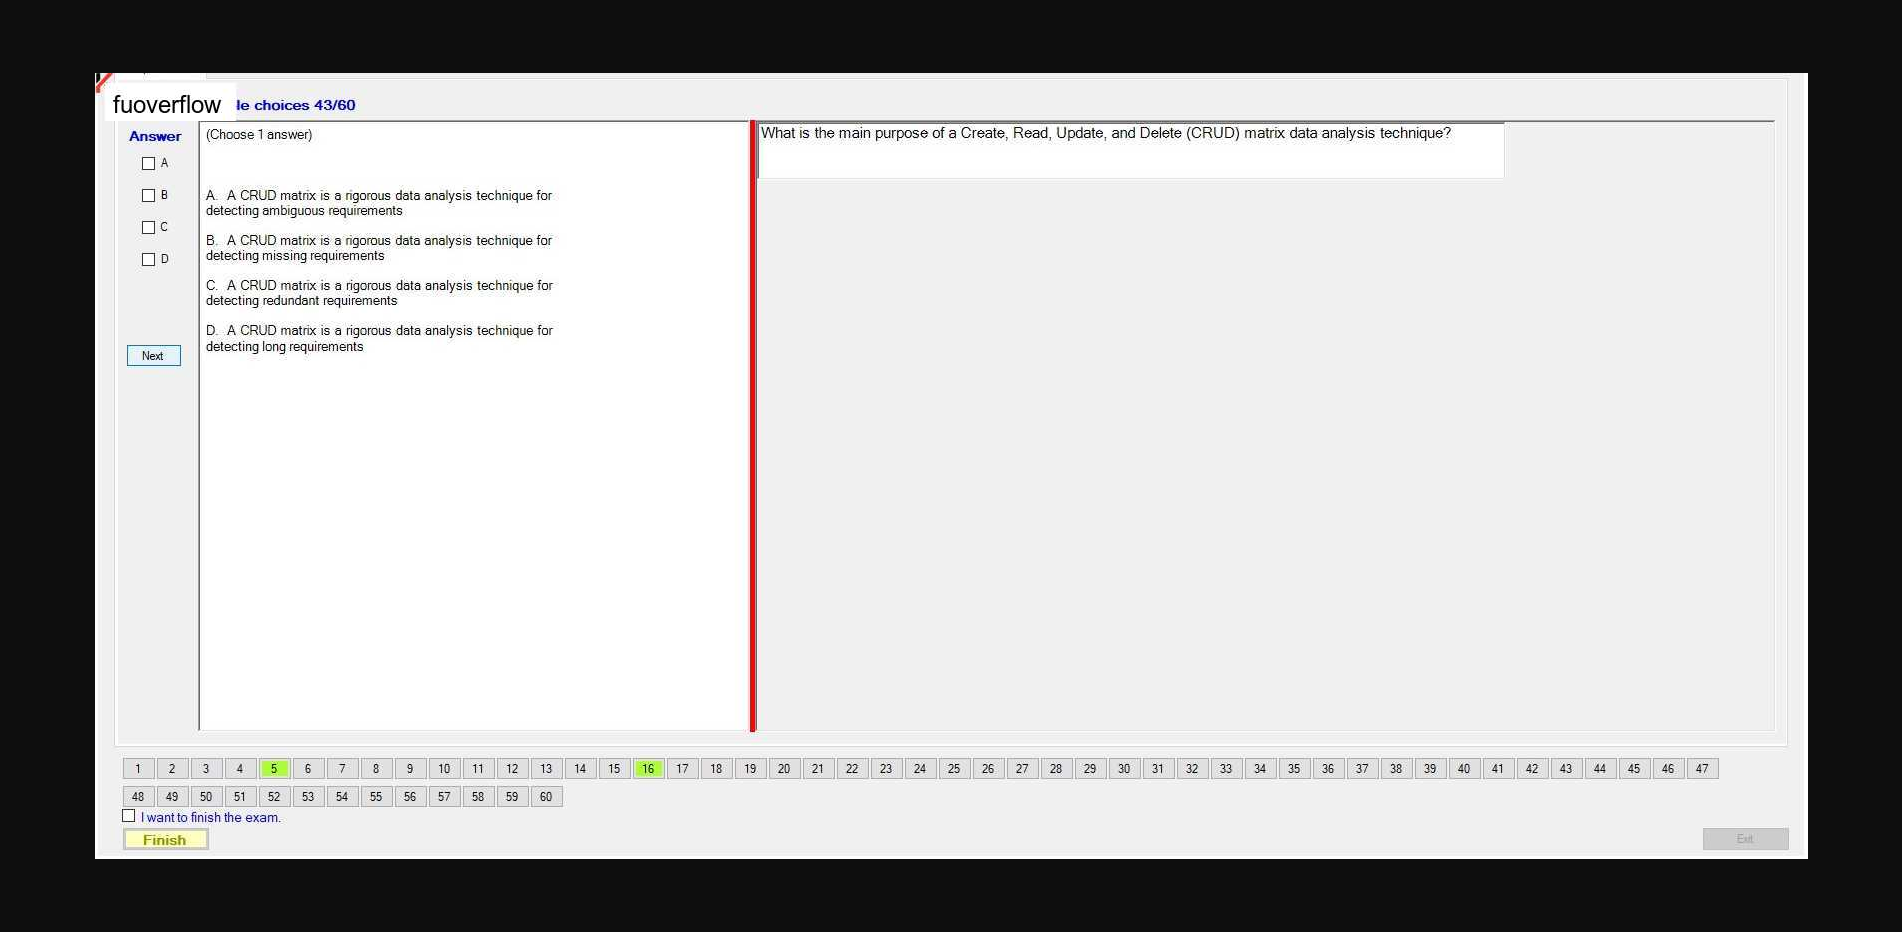 fuoverflow le choices 43/60
Answer
(Choose 1 answer)
What is the main purpose of a Create, Read, Update, and Delete (CRUD) matrix data analysis technique?
A
B
C
D
A. A CRUD matrix is a rigorous data analysis technique for
detecting ambiguous requirements
B. A CRUD matrix is a rigorous data analysis technique for
detecting missing requirements
C. A CRUD matrix is a rigorous data analysis technique for
detecting redundant requirements
D. A CRUD matrix is a rigorous data analysis technique for
detecting long requirements
Next
1 2 3 4 5 6 7 8 9 10 11 12 13 14 15 16 17 18 19 20 21 22 23 24 25 26 27 28 29 30 31 32 33 34 35 36 37 38 39 40 41 42 43 44 45 46 47
48 49 50 51 52 53 54 55 56 57 58 59 60
I want to finish the exam.
Finish
Exit